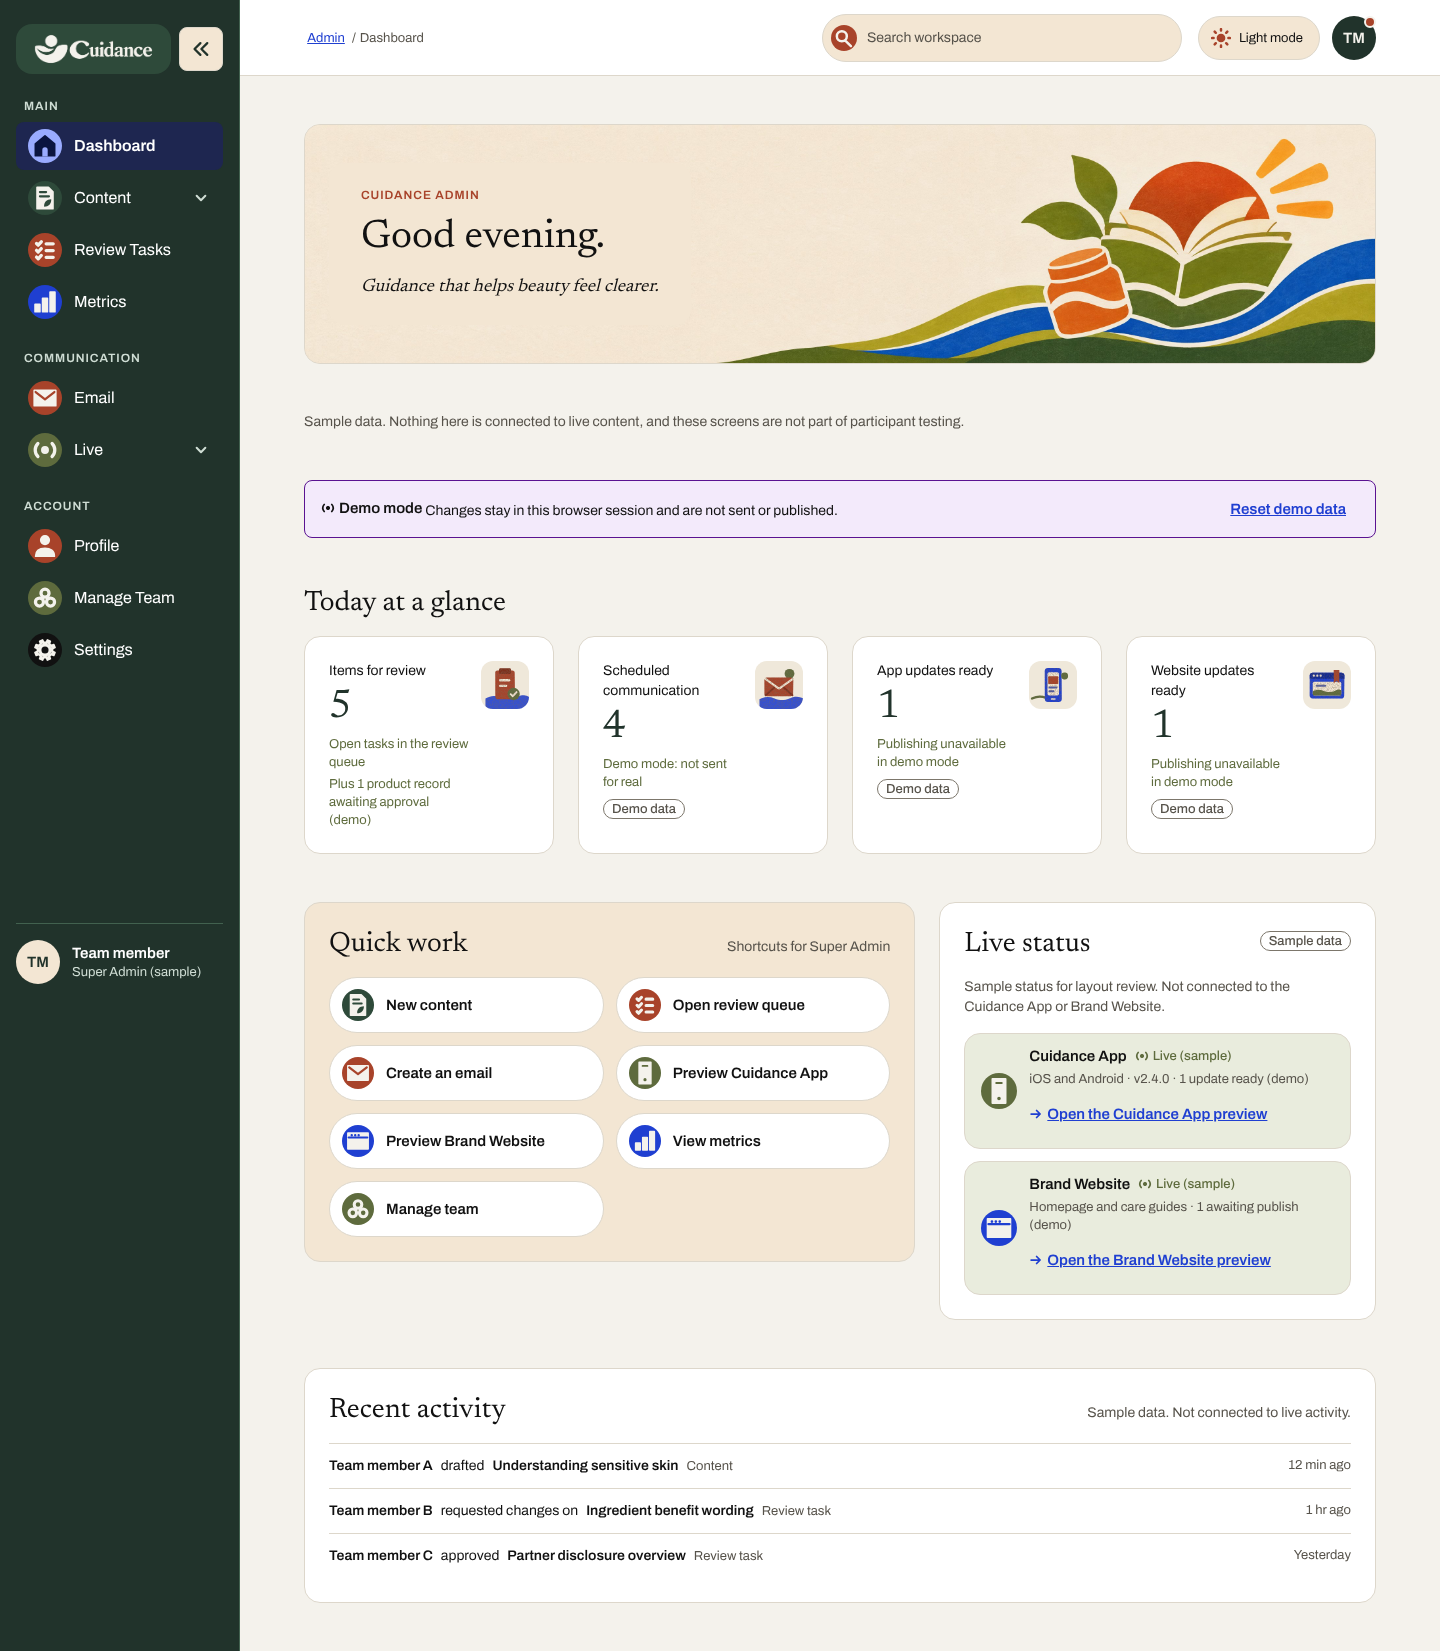 Cuidance
MAIN
Dashboard
Content
Review Tasks
Metrics
COMMUNICATION
Email
Live
ACCOUNT
Profile
Manage Team
Settings
TM
Team member
Super Admin (sample)
Admin / Dashboard
Search workspace
Light mode
TM
CUIDANCE ADMIN
Good evening.
Guidance that helps beauty feel clearer.
Sample data. Nothing here is connected to live content, and these screens are not part of participant testing.
Demo mode Changes stay in this browser session and are not sent or published.
Reset demo data
Today at a glance
Items for review
5
Open tasks in the review
queue
Plus 1 product record
awaiting approval
(demo)
Scheduled
communication
4
Demo mode: not sent
for real
Demo data
App updates ready
1
Publishing unavailable
in demo mode
Demo data
Website updates
ready
1
Publishing unavailable
in demo mode
Demo data
Quick work
Shortcuts for Super Admin
New content
Open review queue
Create an email
Preview Cuidance App
Preview Brand Website
View metrics
Manage team
Live status
Sample data
Sample status for layout review. Not connected to the
Cuidance App or Brand Website.
Cuidance App Live (sample)
iOS and Android · v2.4.0 · 1 update ready (demo)
Open the Cuidance App preview
Brand Website Live (sample)
Homepage and care guides · 1 awaiting publish
(demo)
Open the Brand Website preview
Recent activity
Sample data. Not connected to live activity.
Team member A drafted Understanding sensitive skin Content
12 min ago
Team member B requested changes on Ingredient benefit wording Review task
1 hr ago
Team member C approved Partner disclosure overview Review task
Yesterday